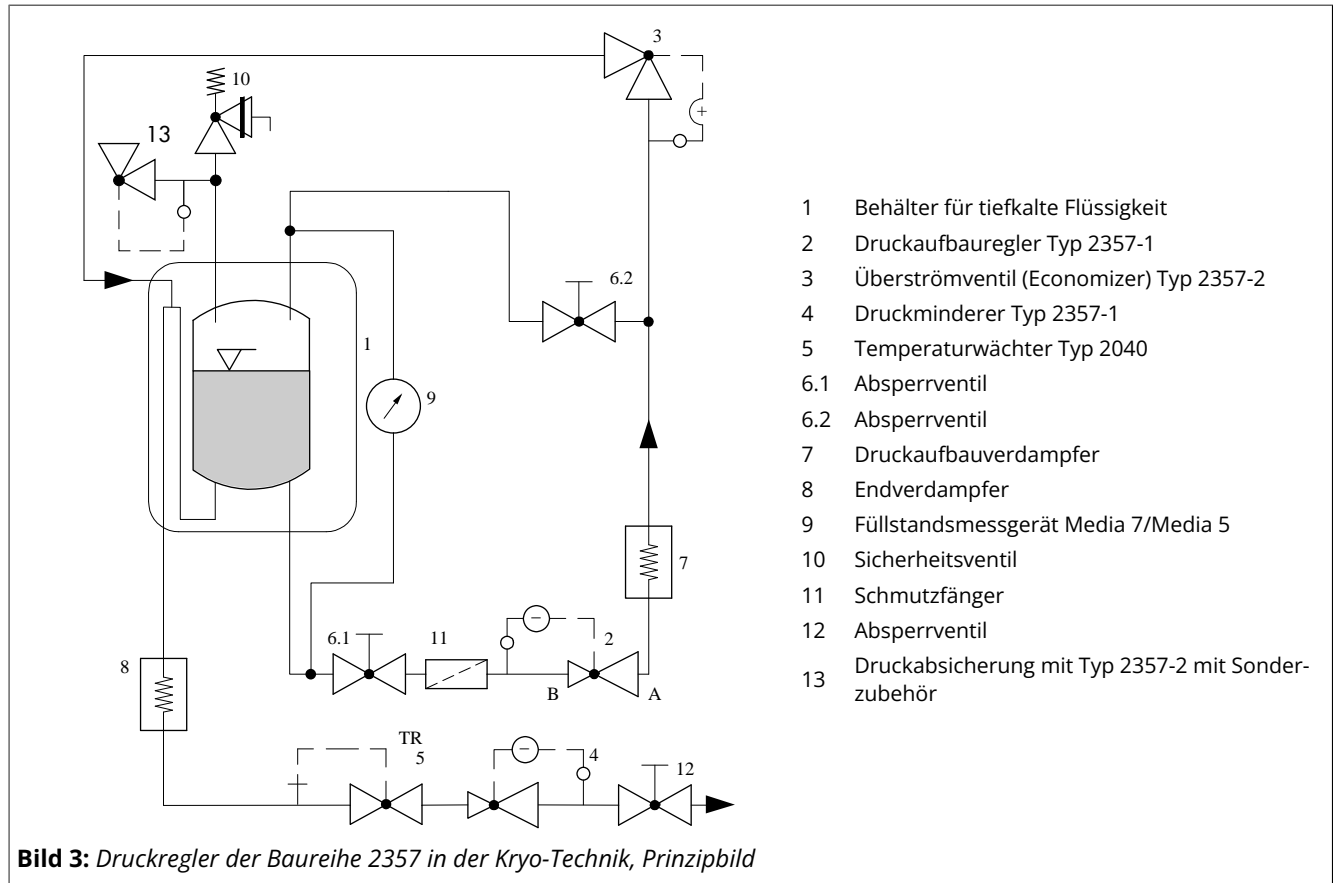 3
10
13
6.2
1
9
7
6.1
11
2
B
A
8
TR
5
4
12
1 Behälter für tiefkalte Flüssigkeit
2 Druckaufbauregler Typ 2357-1
3 Überströmventil (Economizer) Typ 2357-2
4 Druckminderer Typ 2357-1
5 Temperaturwächter Typ 2040
6.1 Absperrventil
6.2 Absperrventil
7 Druckaufbauverdampfer
8 Endverdampfer
9 Füllstandsmessgerät Media 7/Media 5
10 Sicherheitsventil
11 Schmutzfänger
12 Absperrventil
13 Druckabsicherung mit Typ 2357-2 mit Sonder-
zubehör
Bild 3: Druckregler der Baureihe 2357 in der Kryo-Technik, Prinzipbild